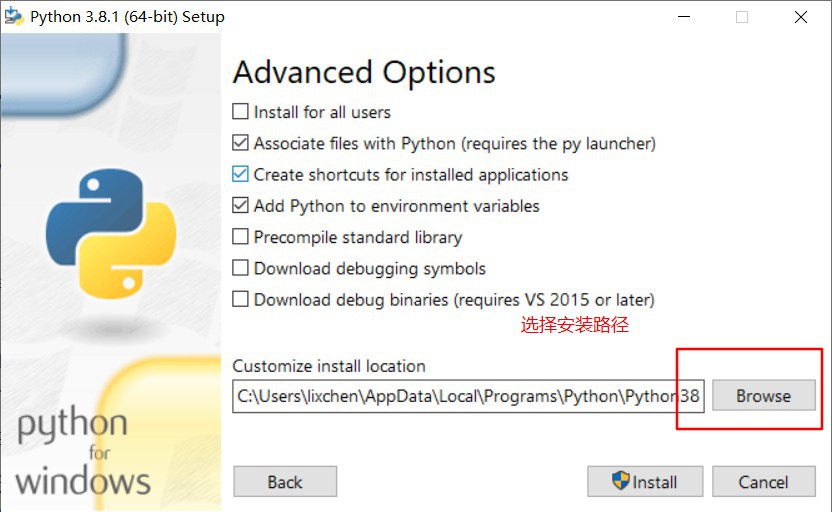 Python 3.8.1 (64-bit) Setup
Advanced Options
Install for all users
Associate files with Python (requires the py launcher)
Create shortcuts for installed applications
Add Python to environment variables
Precompile standard library
Download debugging symbols
Download debug binaries (requires VS 2015 or later)
选择安装路径
Customize install location
C:\Users\lixchen\AppData\Local\Programs\Python\Python38
Browse
python
for
windows
Back
Install
Cancel